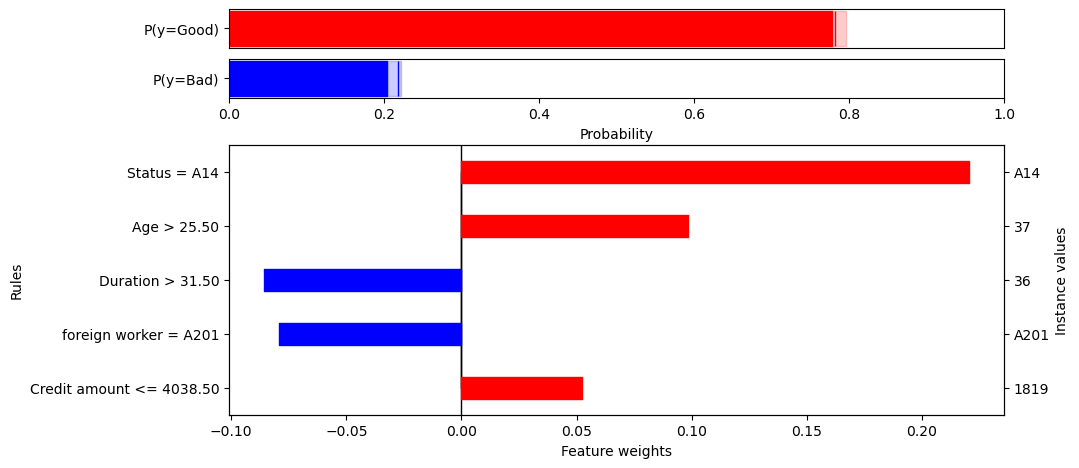 P(y=Good)
P(y=Bad)
0.0 0.2 0.4 0.6 0.8 1.0
Probability
Status = A14 A14
Age > 25.50 37
Duration > 31.50 36
foreign worker = A201 A201
Credit amount <= 4038.50 1819
Rules
Instance values
−0.10 −0.05 0.00 0.05 0.10 0.15 0.20
Feature weights